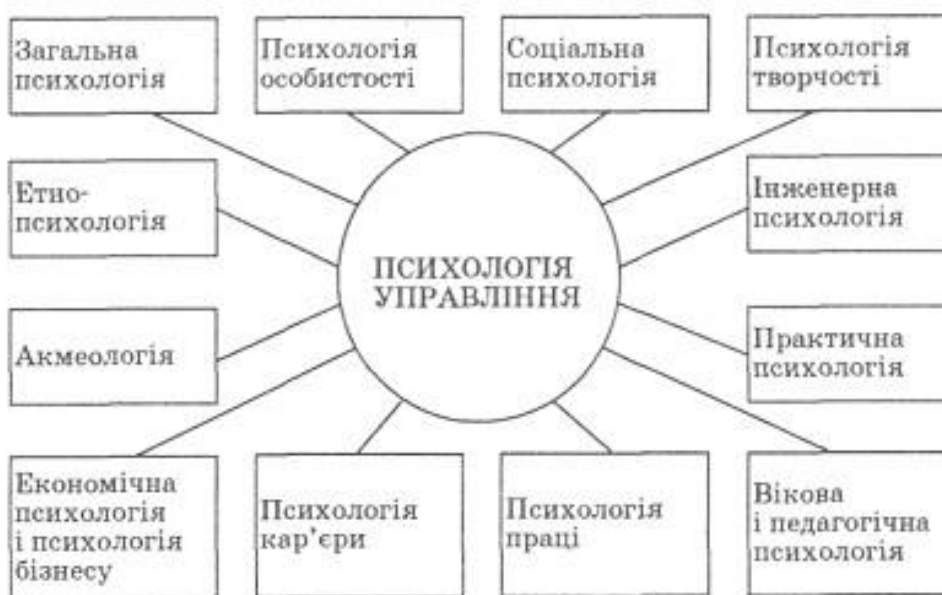 Загальна
психологія
Психологія
особистості
Соціальна
психологія
Психологія
творчості
Етно-
психологія
Інженерна
психологія
ПСИХОЛОГІЯ
УПРАВЛІННЯ
Акмеологія
Практична
психологія
Економічна
психологія
і психологія
бізнесу
Психологія
кар’єри
Психологія
праці
Вікова
і педагогічна
психологія